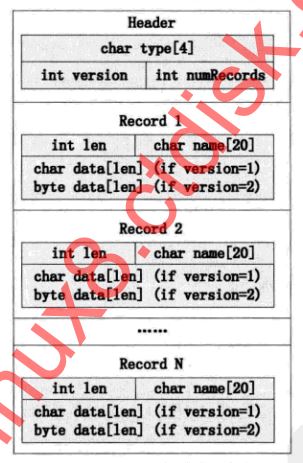 Header
char type[4]
int version int numRecords
Record 1
int len char name[20]
char data[len] (if version=1)
byte data[len] (if version=2)
Record 2
int len char name[20]
char data[len] (if version=1)
byte data[len] (if version=2)
......
Record N
int len char name[20]
char data[len] (if version=1)
byte data[len] (if version=2)